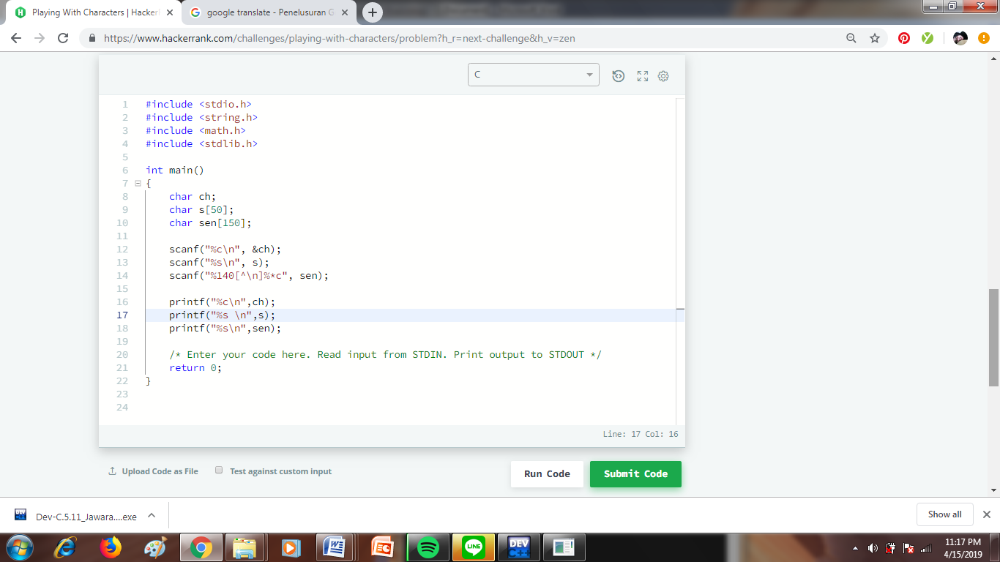 Playing With Characters | Hacker
google translate - Penelusuran G
https://www.hackerrank.com/challenges/playing-with-characters/problem?h_r=next-challenge&h_v=zen
C
1 #include <stdio.h>
2 #include <string.h>
3 #include <math.h>
4 #include <stdlib.h>
5
6 int main()
7 {
8 char ch;
9 char s[50];
10 char sen[150];
11
12 scanf("%c\n", &ch);
13 scanf("%s\n", s);
14 scanf("%140[^\n]%*c", sen);
15
16 printf("%c\n",ch);
17 printf("%s \n",s);
18 printf("%s\n",sen);
19
20 /* Enter your code here. Read input from STDIN. Print output to STDOUT */
21 return 0;
22 }
23
24
Line: 17 Col: 16
Upload Code as File
Test against custom input
Run Code
Submit Code
Dev-C.5.11_Jawara....exe
Show all
LINE
DEV
C++
11:17 PM
4/15/2019